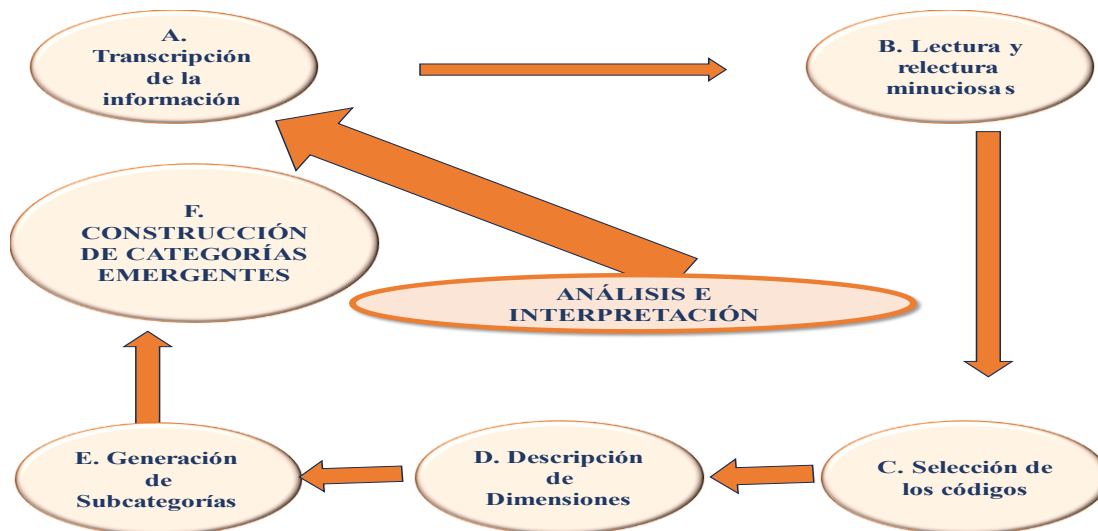 A.
Transcripción
de la
información
B. Lectura y
relectura
minuciosas
F.
CONSTRUCCIÓN
DE CATEGORÍAS
EMERGENTES
ANÁLISIS E
INTERPRETACIÓN
E. Generación
de
Subcategorías
D. Descripción
de
Dimensiones
C. Selección de
los códigos